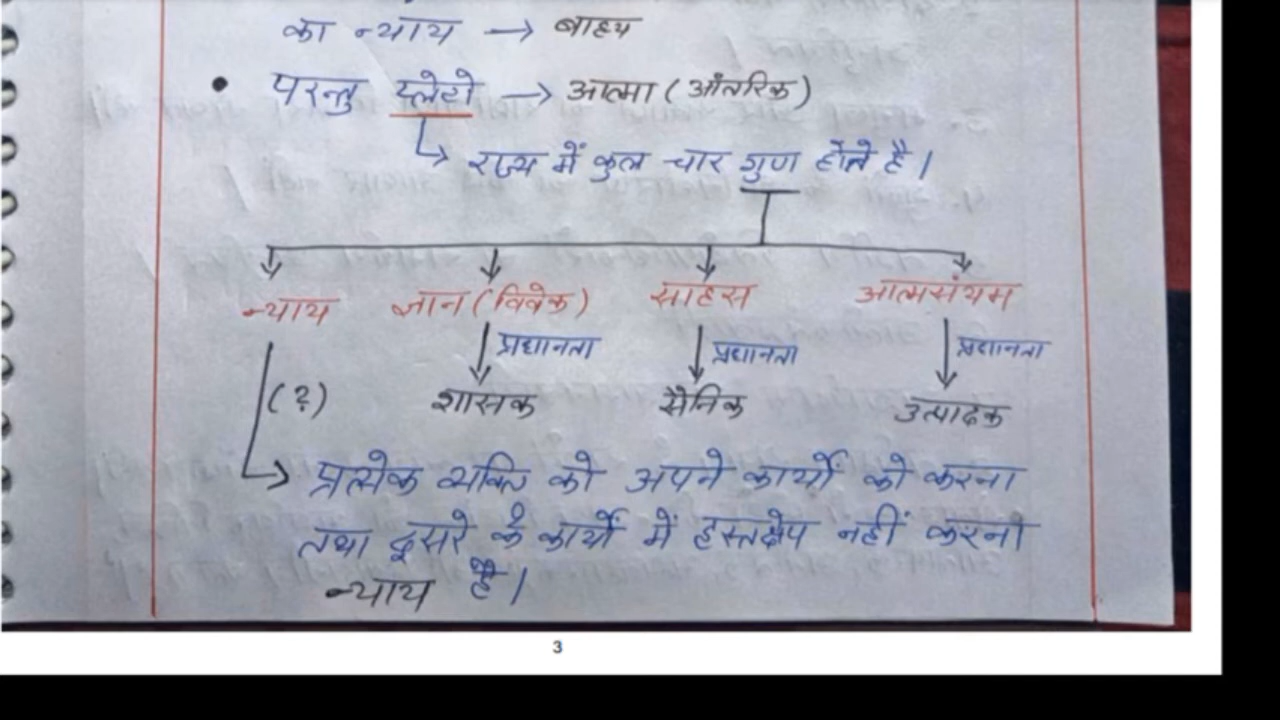 का न्याय → बाह्य
• परन्तु प्लेटो → आत्मा (आँतरिक)
↳ राज्य में कुल चार गुण होते है।
न्याय ज्ञान (विवेक) साहस आत्मसंयम
प्रधानता प्रधानता प्रधानता
(?) शासक सैनिक उत्पादक
→ प्रत्येक व्यक्ति को अपने कार्यों को करना
तथा दूसरे के कार्यों में हस्तक्षेप नहीं करना
न्याय है।
3